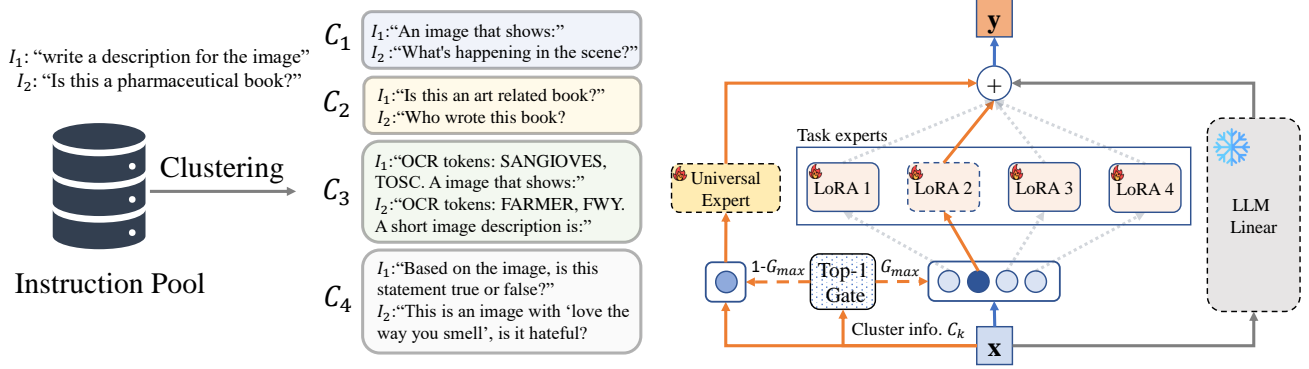 I₁: “write a description for the image”
I₂: “Is this a pharmaceutical book?”
Clustering
Instruction Pool
C₁
I₁:“An image that shows:”
I₂:“What's happening in the scene?”
C₂
I₁:“Is this an art related book?”
I₂:“Who wrote this book?
C₃
I₁:“OCR tokens: SANGIOVES,
TOSC. A image that shows:”
I₂:“OCR tokens: FARMER, FWY.
A short image description is:”
C₄
I₁:“Based on the image, is this
statement true or false?”
I₂:“This is an image with ‘love the
way you smell’, is it hateful?
y
+
Task experts
Universal
Expert
LoRA 1
LoRA 2
LoRA 3
LoRA 4
LLM
Linear
1-Gₘₐₓ
Top-1
Gate
Gₘₐₓ
Cluster info. Cₖ
x